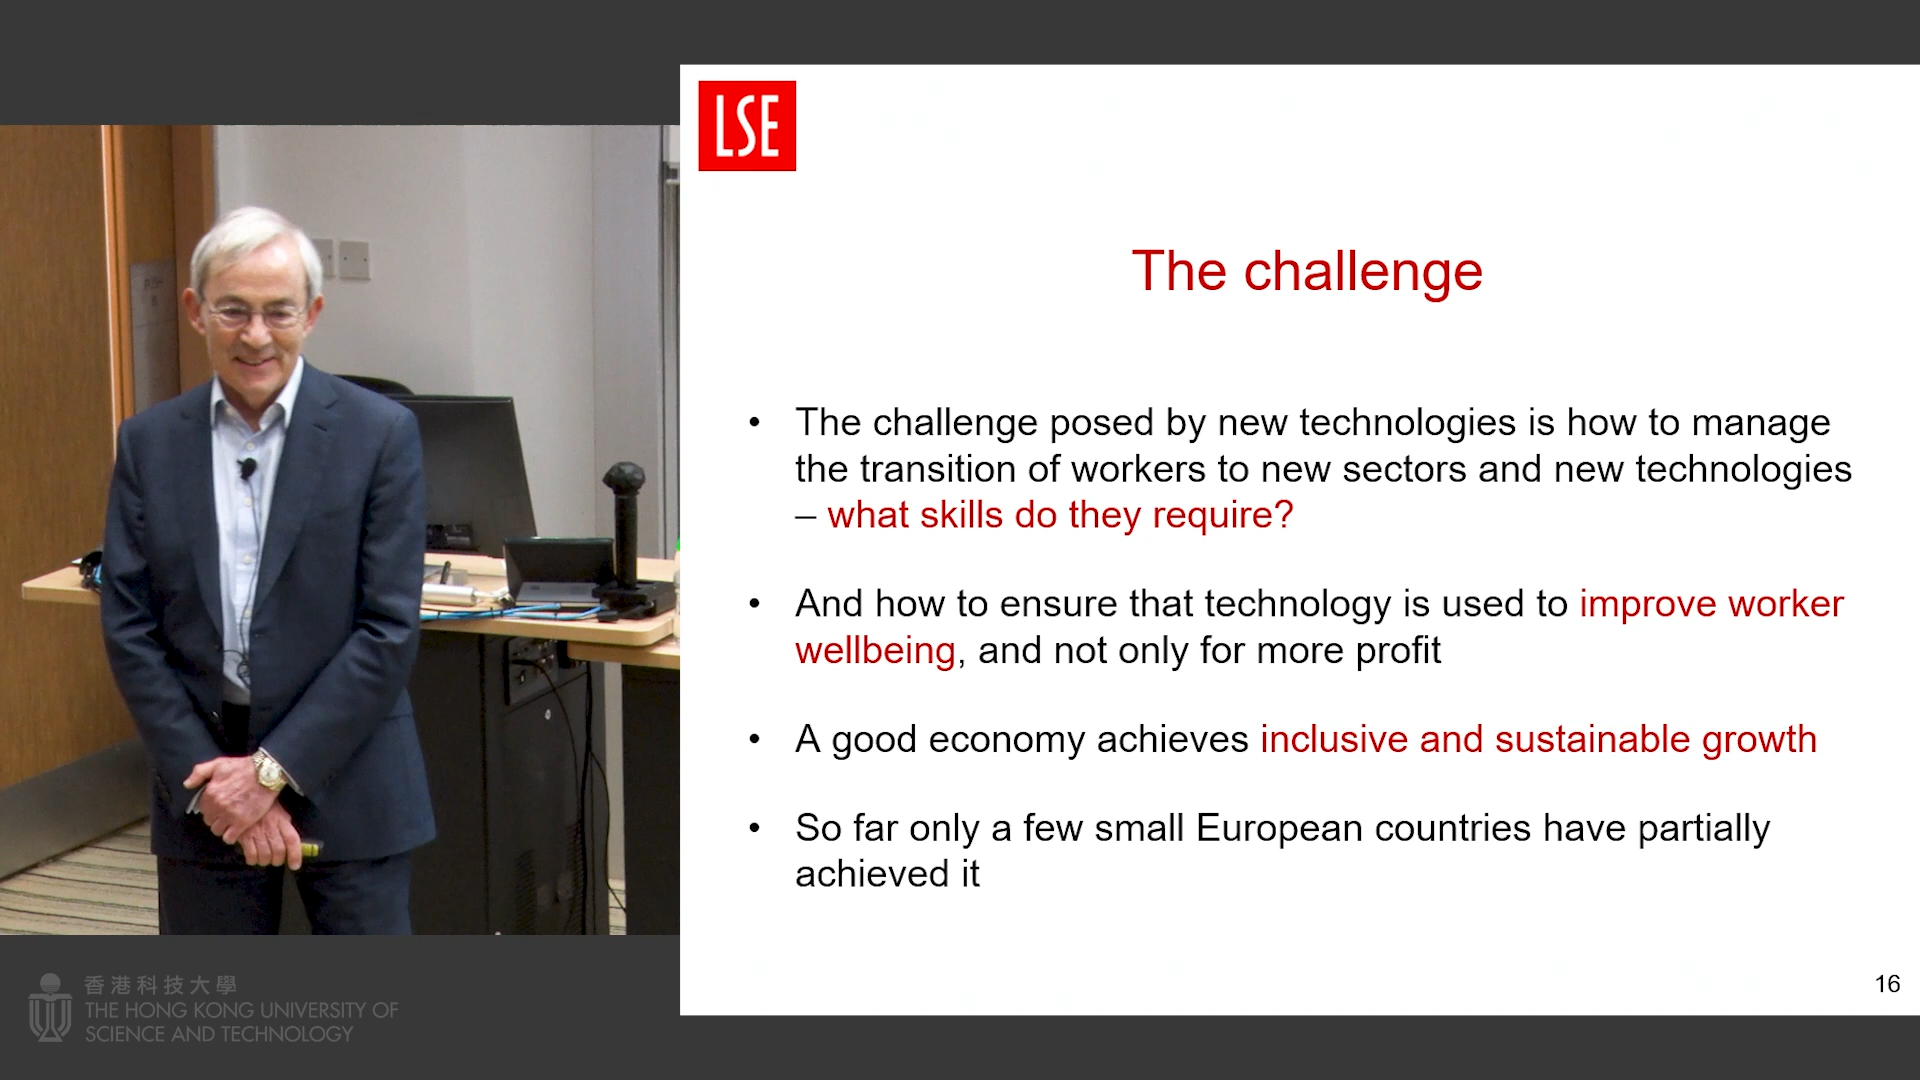 LSE
The challenge
• The challenge posed by new technologies is how to manage
the transition of workers to new sectors and new technologies
– what skills do they require?
• And how to ensure that technology is used to improve worker
wellbeing, and not only for more profit
• A good economy achieves inclusive and sustainable growth
• So far only a few small European countries have partially
achieved it
16
香港科技大學
THE HONG KONG UNIVERSITY OF
SCIENCE AND TECHNOLOGY